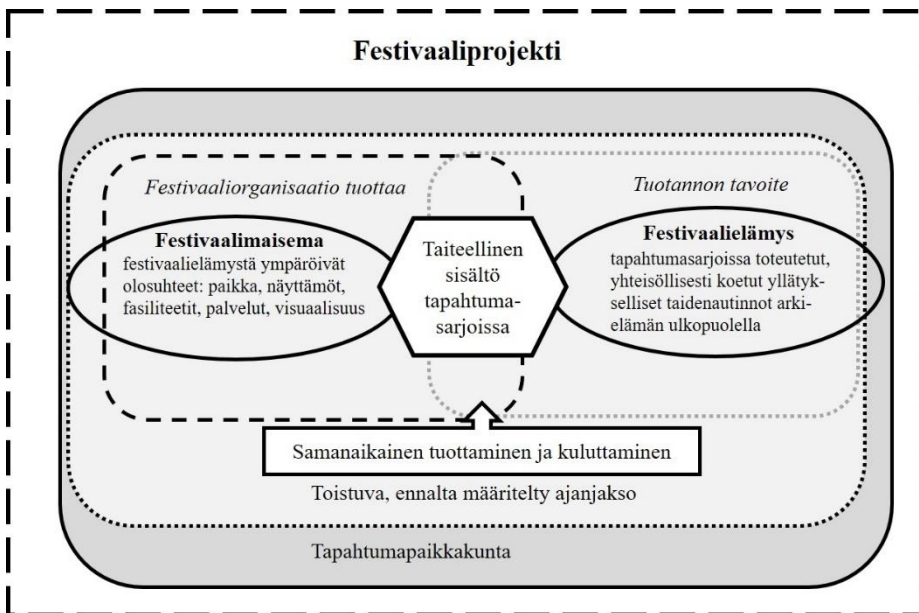 Festivaaliprojekti
Festivaaliorganisaatio tuottaa
Tuotannon tavoite
Festivaalimaisema
festivaalielämystä ympäröivät
olosuhteet: paikka, näyttämöt,
fasiliteetit, palvelut, visuaalisuus
Taiteellinen
sisältö
tapahtuma-
sarjoissa
Festivaalielämys
tapahtumasarjoissa toteutetut,
yhteisöllisesti koetut yllätyk-
selliset taidenautinnot arki-
elämän ulkopuolella
Samanaikainen tuottaminen ja kuluttaminen
Toistuva, ennalta määritelty ajanjakso
Tapahtumapaikkakunta